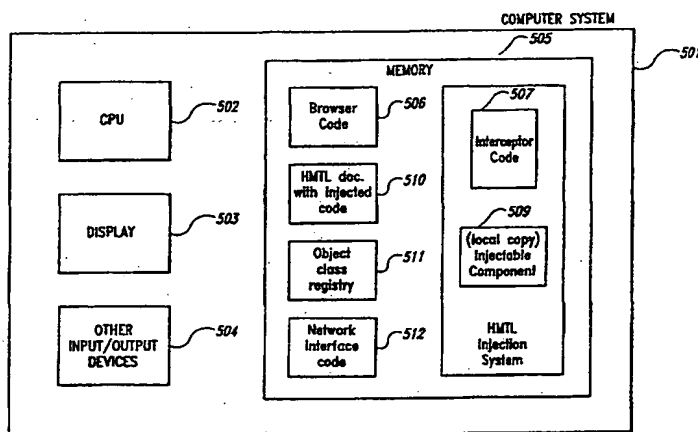 COMPUTER SYSTEM
501
505
MEMORY
CPU
502
DISPLAY
503
OTHER
INPUT/OUTPUT
DEVICES
504
Browser
Code
506
HMTL doc.
with injected
code
510
Object
class
registry
511
Network
Interface
code
512
507
Interceptor
Code
509
(local copy)
Injectable
Component
HMTL
Injection
System